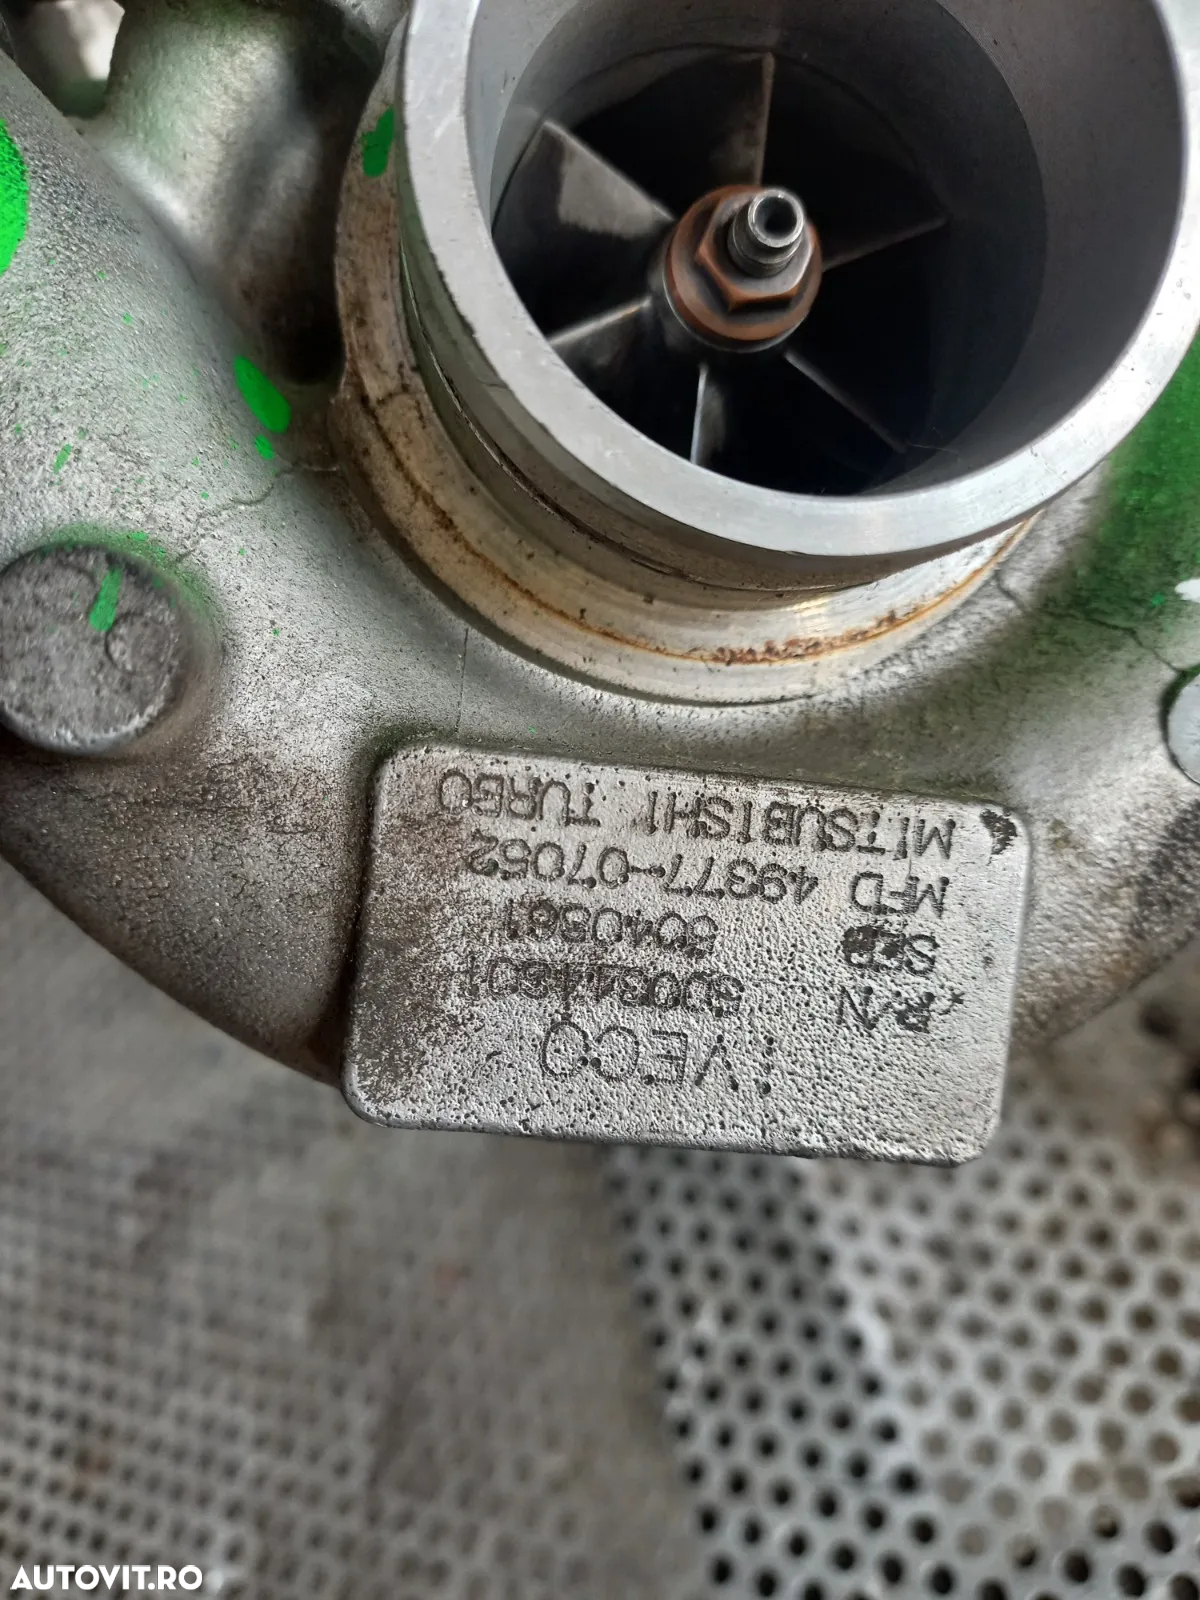 IVECO
P/N
MFD 49377-07052
MITSUBISHI TURBO
AUTOVIT.RO